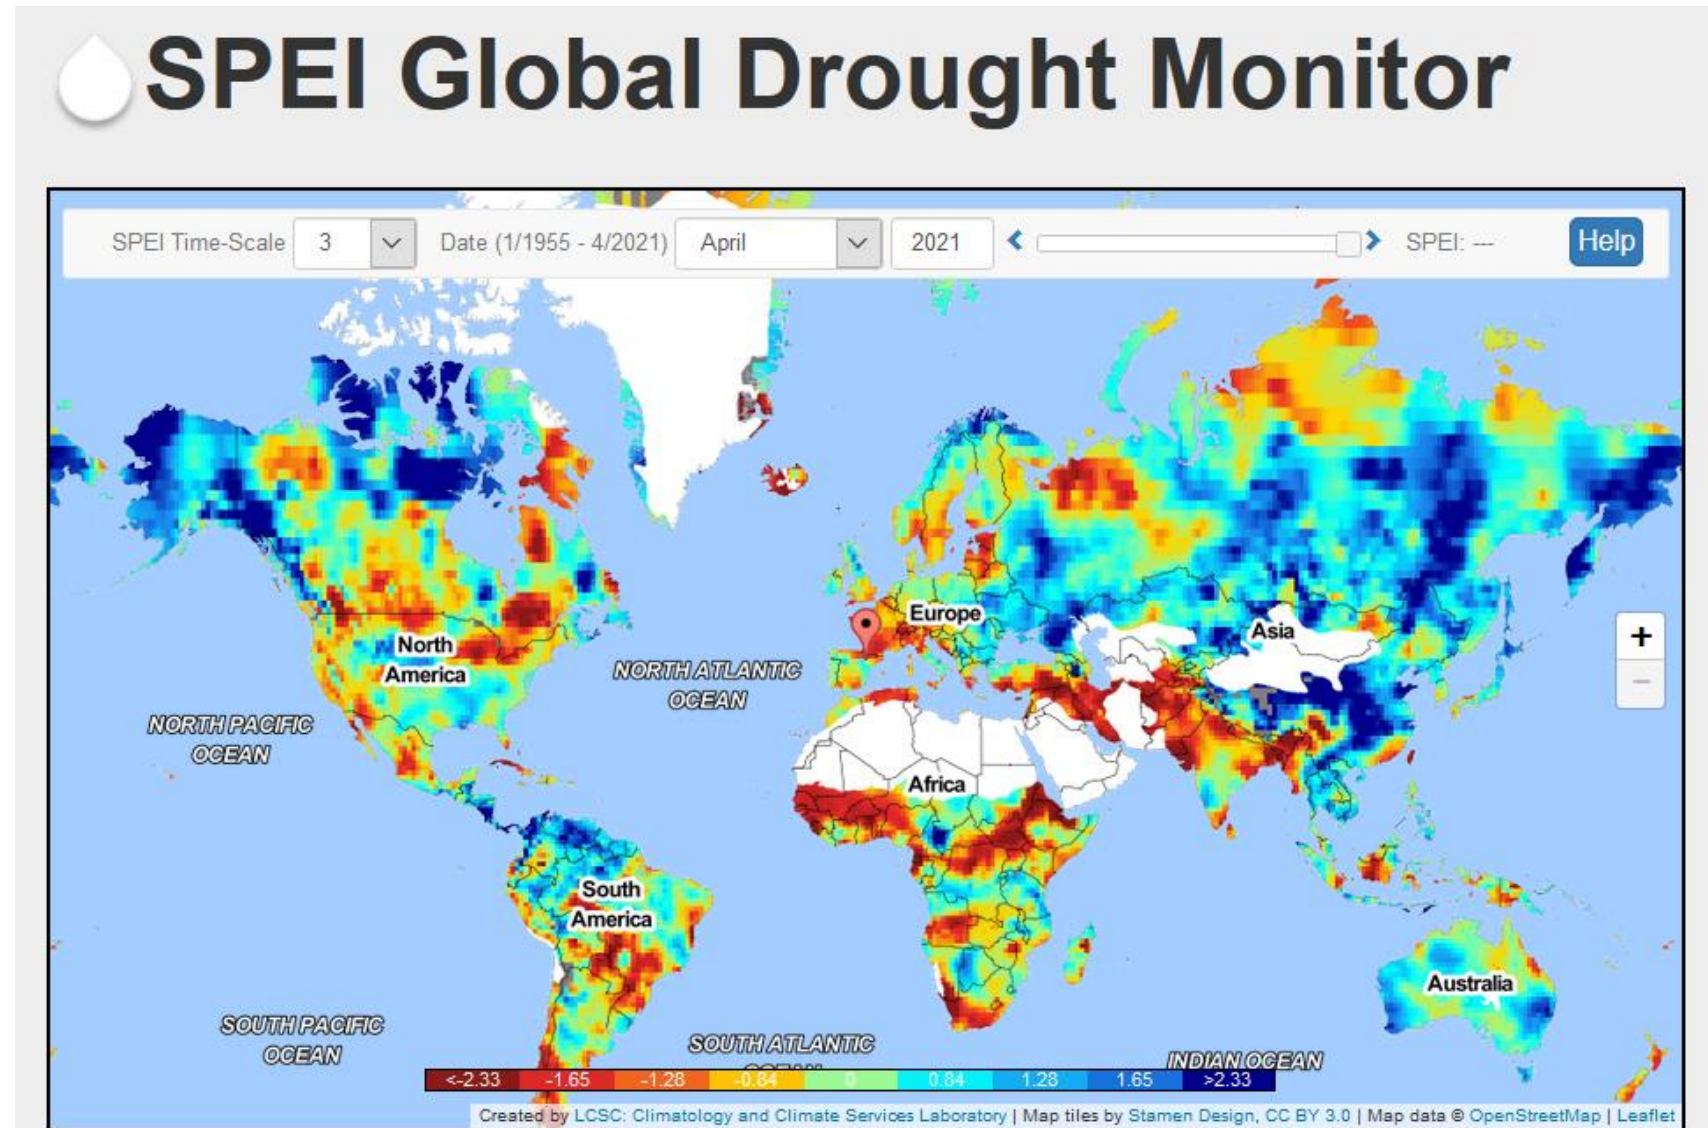 SPEI Global Drought Monitor
SPEI Time-Scale 3 Date (1/1955 - 4/2021) April 2021 SPEI: --- Help
Europe
Asia
North
America
NORTH ATLANTIC
OCEAN
NORTH PACIFIC
OCEAN
Africa
South
America
Australia
SOUTH PACIFIC
OCEAN
SOUTH ATLANTIC
OCEAN
INDIAN OCEAN
<-2.33 -1.65 -1.28 -0.84 0 0.84 1.28 1.65 >2.33
Created by LCSC: Climatology and Climate Services Laboratory | Map tiles by Stamen Design, CC BY 3.0 | Map data © OpenStreetMap | Leaflet
+
−